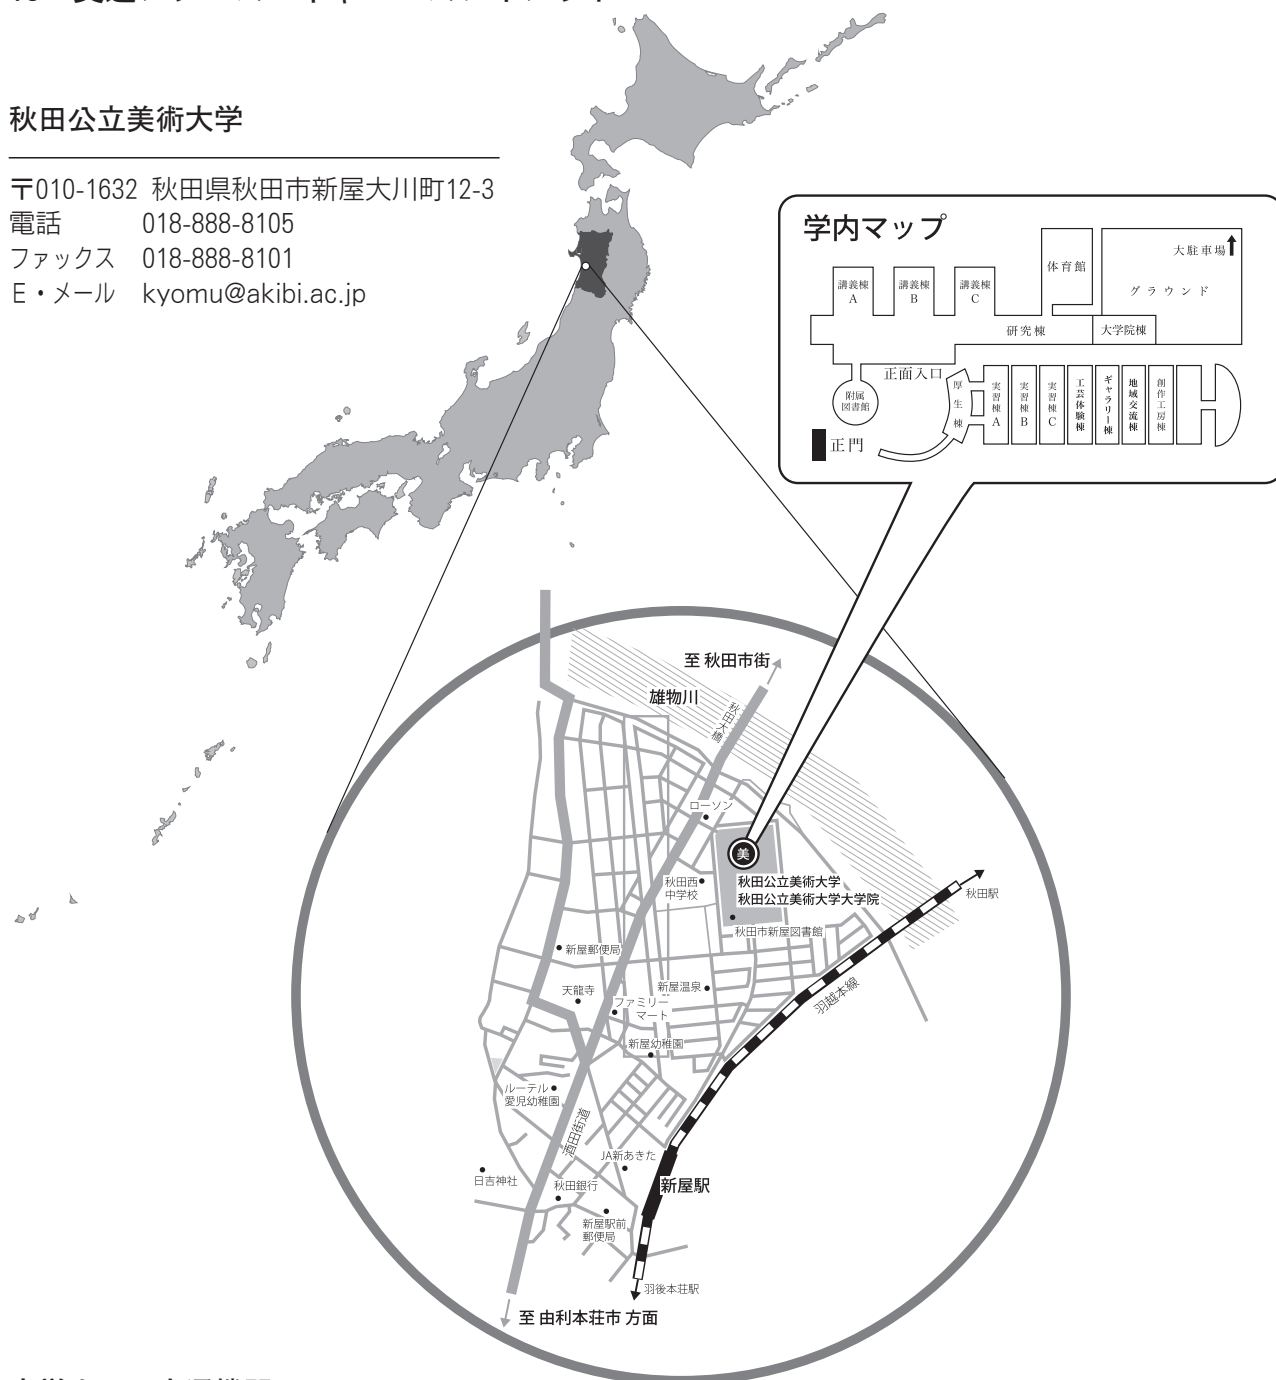 秋田公立美術大学
〒010-1632 秋田県秋田市新屋大川町12-3
電話 018-888-8105
ファックス 018-888-8101
E・メール kyomu@akibi.ac.jp
学内マップ
大駐車場
体育館
グラウンド
講義棟
A
講義棟
B
講義棟
C
研究棟
大学院棟
正面入口
附属
図書館
厚生棟
実習棟A
実習棟B
実習棟C
工芸体験棟
ギャラリー棟
地域交流棟
創作工房棟
正門
至 秋田市街
雄物川
秋田大橋
ローソン
美
秋田西
中学校
秋田公立美術大学
秋田公立美術大学大学院
秋田駅
秋田市新屋図書館
新屋郵便局
天龍寺
新屋温泉
ファミリー
マート
羽越本線
新屋幼稚園
ルーテル
愛児幼稚園
酒田街道
JA新あきた
日吉神社
秋田銀行
新屋駅
新屋駅前
郵便局
羽後本荘駅
至 由利本荘市 方面